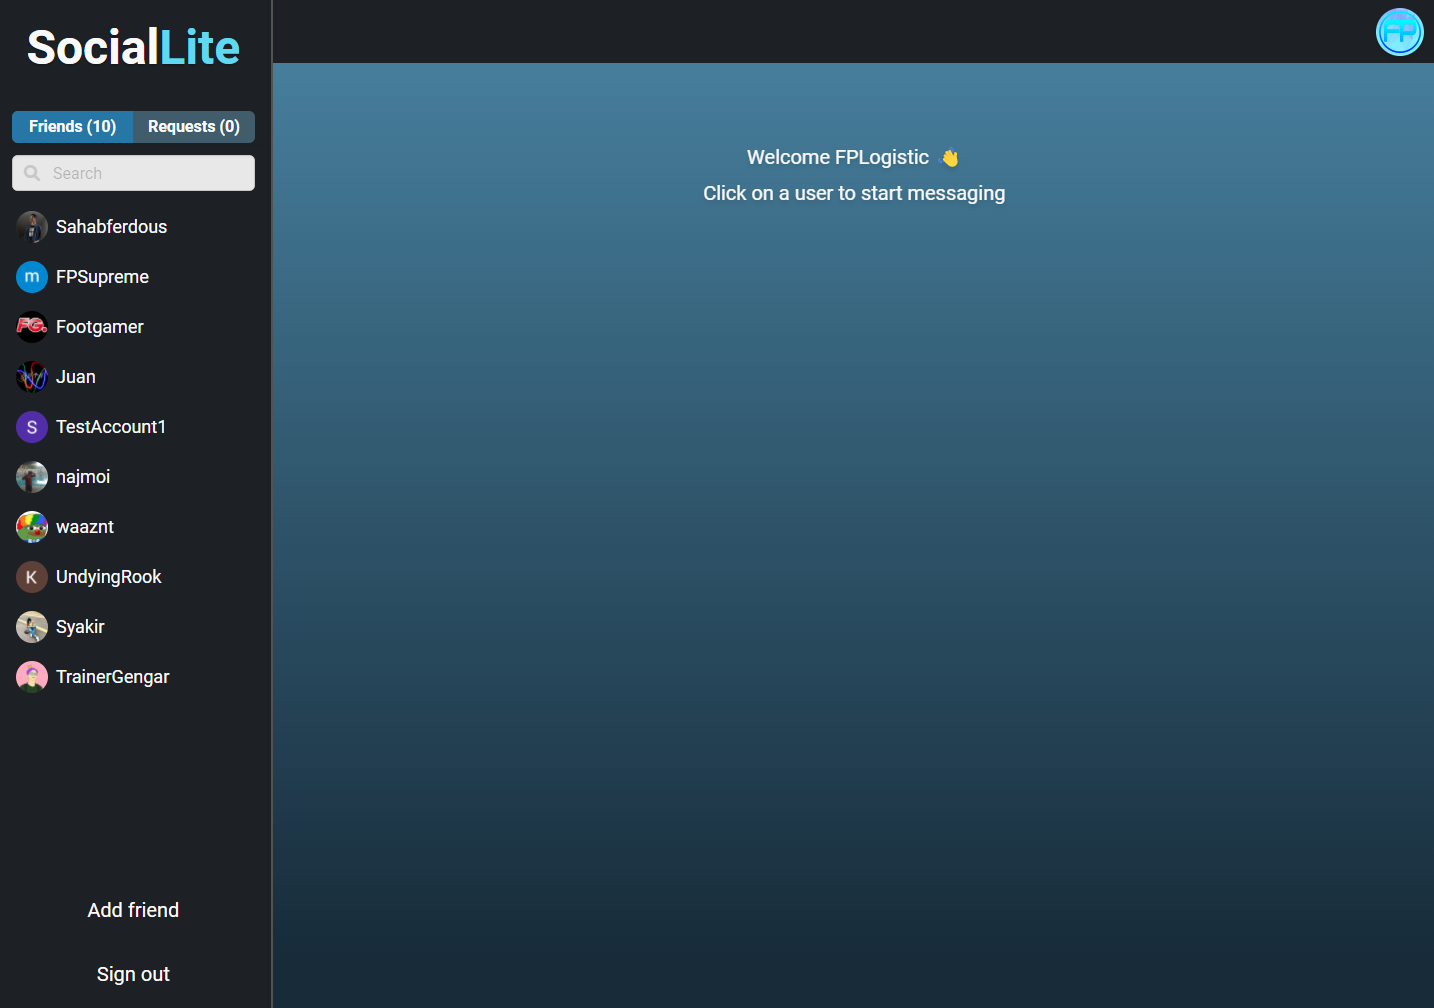 SocialLite
FP
Friends (10) Requests (0)
Search
Welcome FPLogistic 👋
Click on a user to start messaging
Sahabferdous
m FPSupreme
FG. Footgamer
Juan
S TestAccount1
najmoi
waaznt
K UndyingRook
Syakir
TrainerGengar
Add friend
Sign out